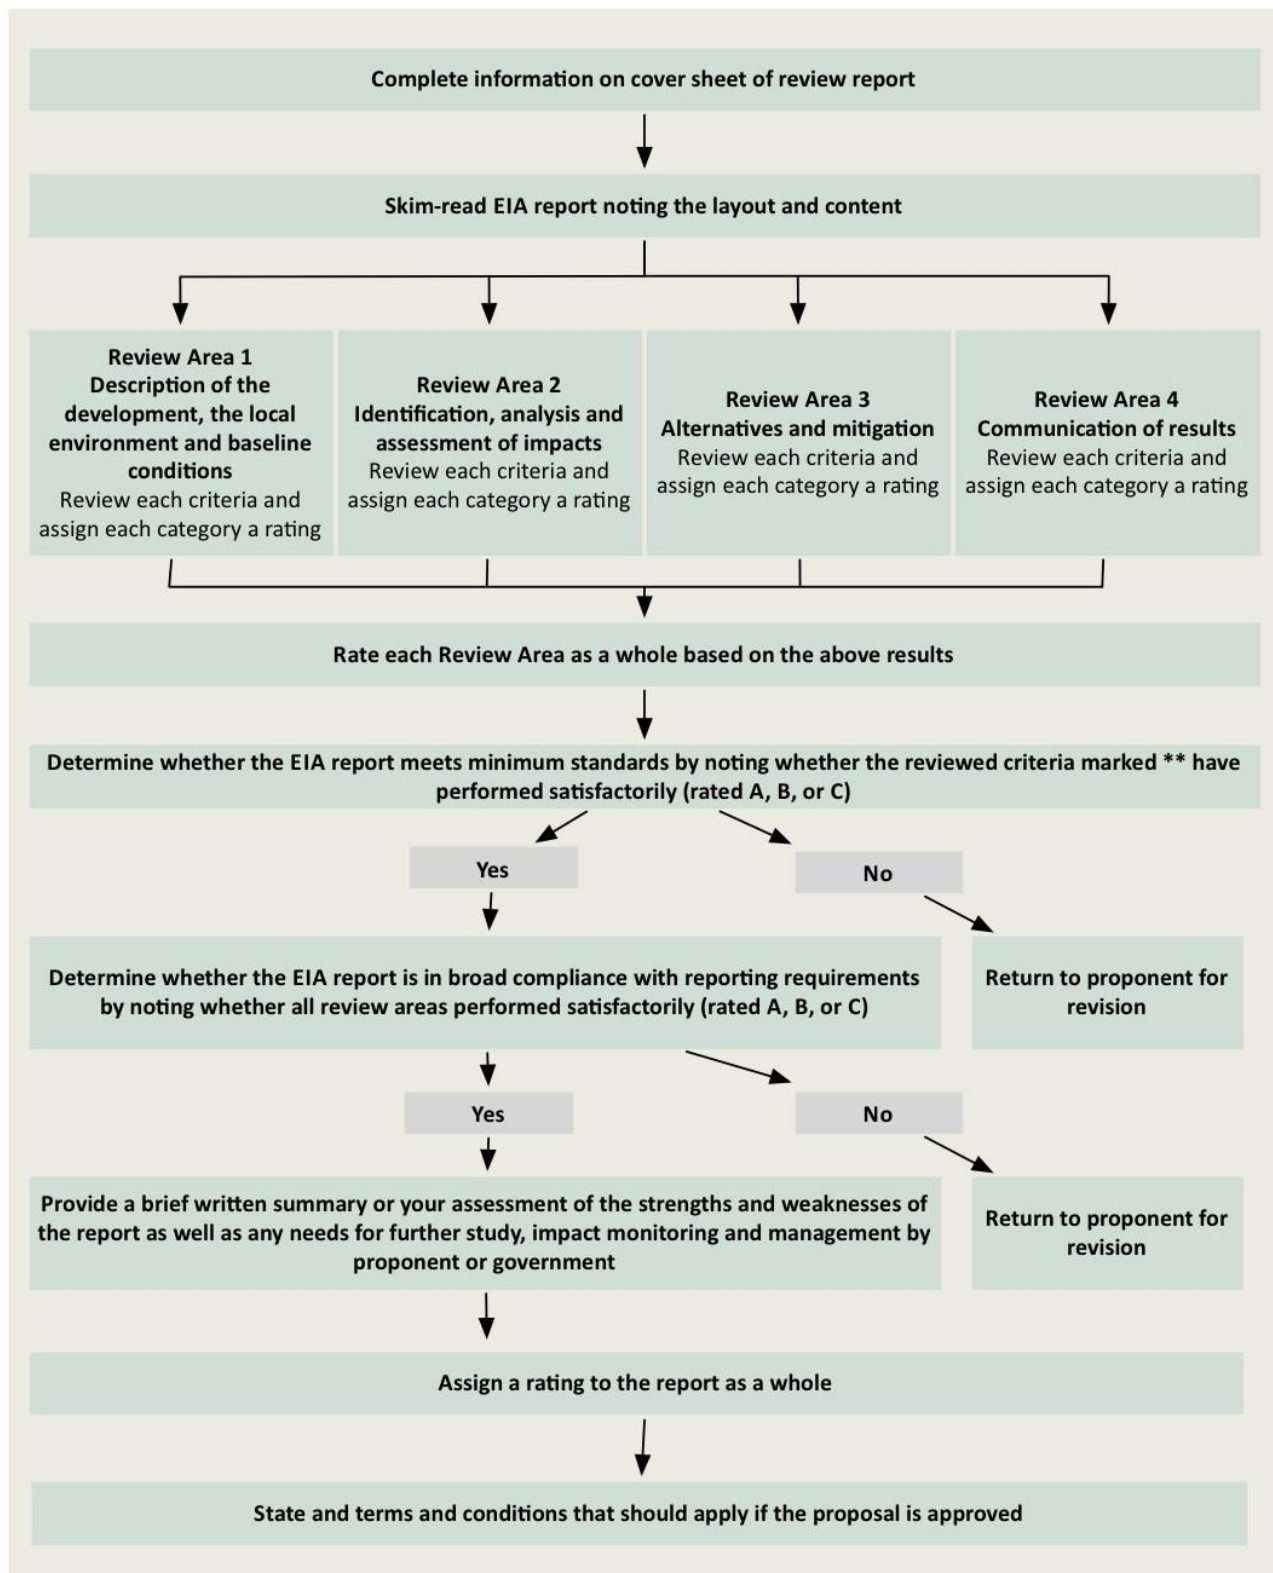 Complete information on cover sheet of review report
Skim-read EIA report noting the layout and content
Review Area 1
Description of the
development, the local
environment and baseline
conditions
Review each criteria and
assign each category a rating
Review Area 2
Identification, analysis and
assessment of impacts
Review each criteria and
assign each category a rating
Review Area 3
Alternatives and mitigation
Review each criteria and
assign each category a rating
Review Area 4
Communication of results
Review each criteria and
assign each category a rating
Rate each Review Area as a whole based on the above results
Determine whether the EIA report meets minimum standards by noting whether the reviewed criteria marked ** have
performed satisfactorily (rated A, B, or C)
Yes
No
Determine whether the EIA report is in broad compliance with reporting requirements
by noting whether all review areas performed satisfactorily (rated A, B, or C)
Return to proponent for
revision
Yes
No
Provide a brief written summary or your assessment of the strengths and weaknesses of
the report as well as any needs for further study, impact monitoring and management by
proponent or government
Return to proponent for
revision
Assign a rating to the report as a whole
State and terms and conditions that should apply if the proposal is approved